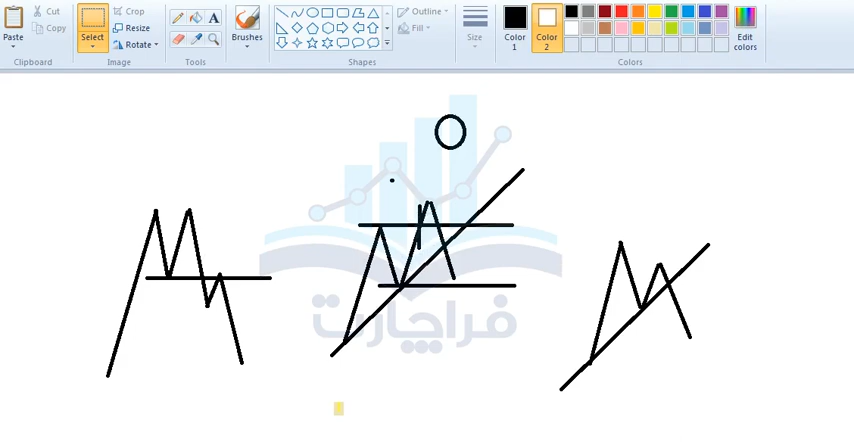 Cut
Copy
Paste
Clipboard
Select
Crop
Resize
Rotate
Image
A
Tools
Brushes
Outline
Fill
Shapes
Size
Color 1
Color 2
Edit colors
Colors
فراچارت